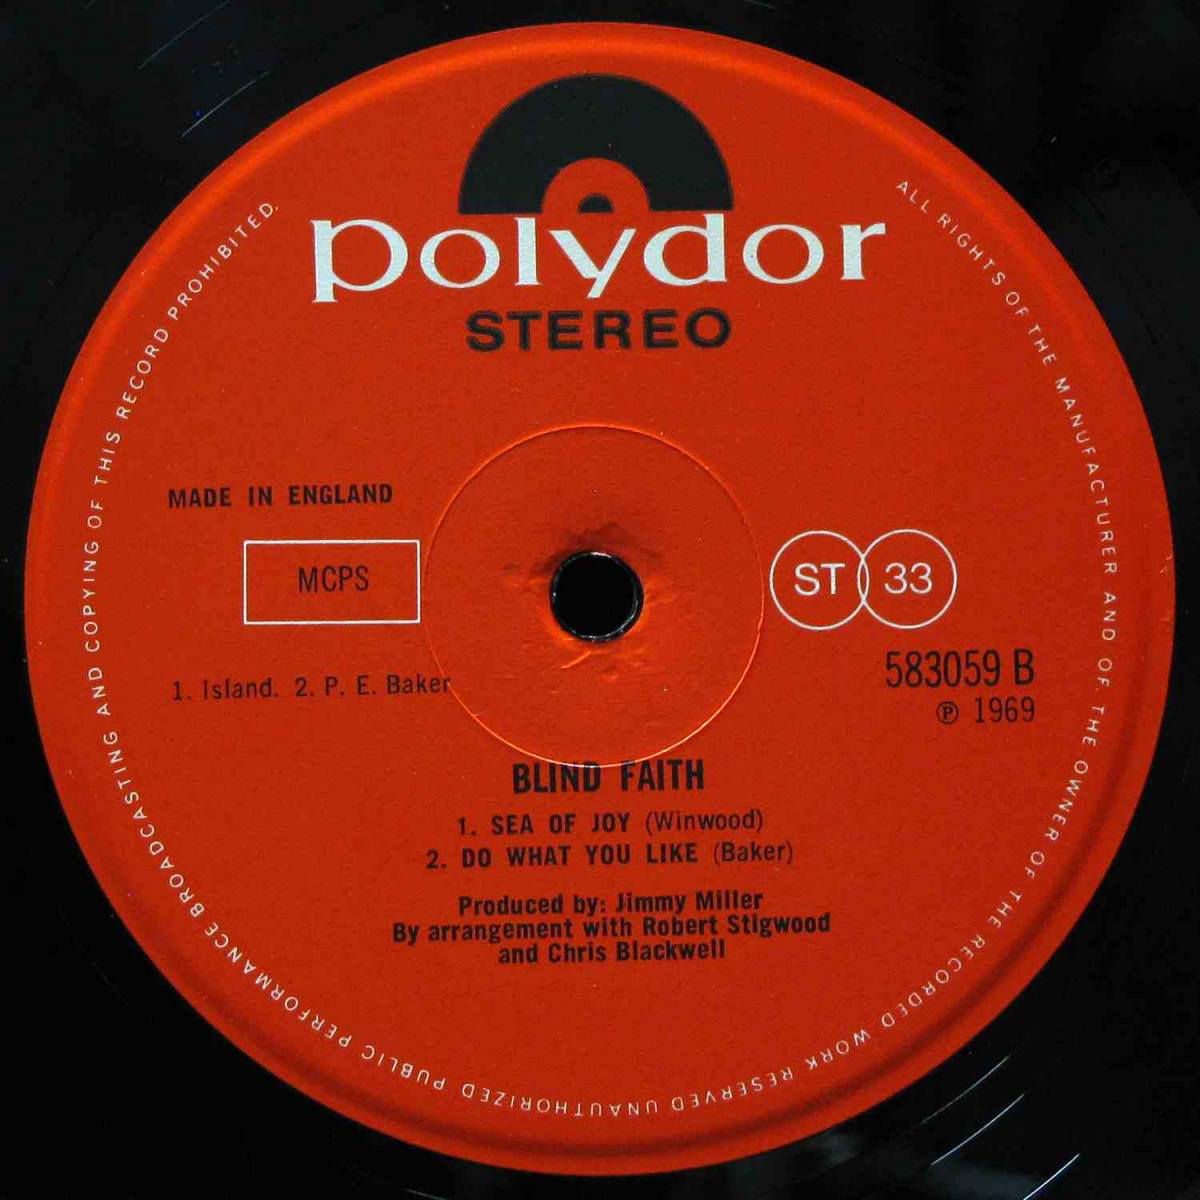 polydor
STEREO
MADE IN ENGLAND
MCPS
ST 33
583059 B
℗ 1969
1. Island. 2. P. E. Baker
BLIND FAITH
1. SEA OF JOY (Winwood)
2. DO WHAT YOU LIKE (Baker)
Produced by: Jimmy Miller
By arrangement with Robert Stigwood
and Chris Blackwell
ALL RIGHTS OF THE MANUFACTURER AND OF THE OWNER OF THE RECORDED WORK RESERVED UNAUTHORIZED PUBLIC PERFORMANCE BROADCASTING AND COPYING OF THIS RECORD PROHIBITED.